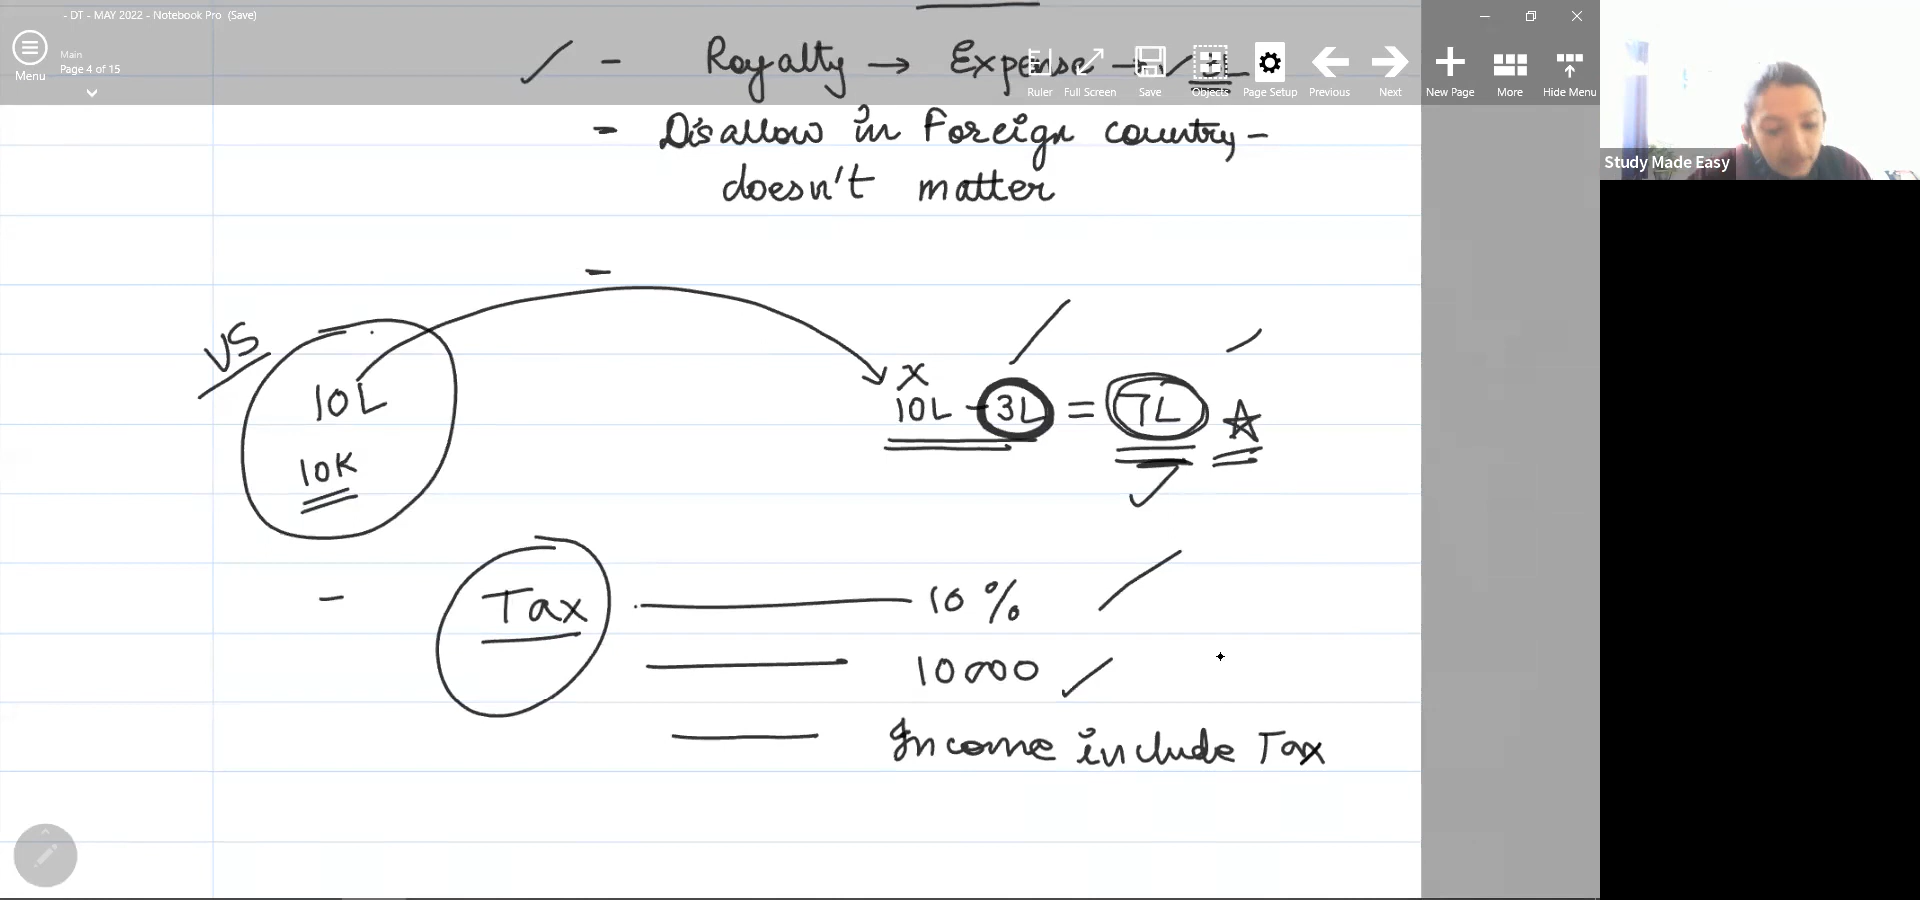 - DT - MAY 2022 - Notebook Pro (Save)
Menu
Main
Page 4 of 15
Ruler
Full Screen
Save
Objects
Page Setup
Previous
Next
New Page
More
Hide Menu
Study Made Easy
- Royalty → Expense →
- Disallow in Foreign country -
doesn't matter
US
10L
10K
X
10L - 3L = 7L
- Tax 10 %
10000
Income include Tax